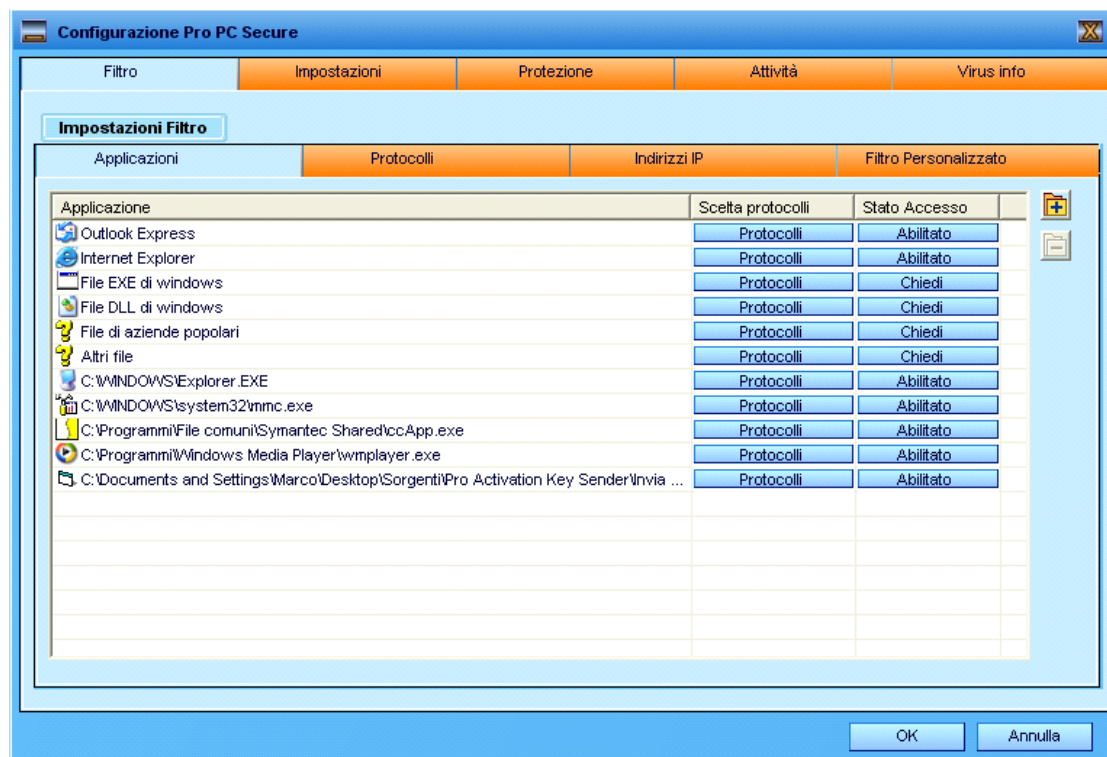 Configurazione Pro PC Secure
Filtro Impostazioni Protezione Attività Virus info
Impostazioni Filtro
Applicazioni Protocolli Indirizzi IP Filtro Personalizzato
Applicazione Scelta protocolli Stato Accesso
Outlook Express Protocolli Abilitato
Internet Explorer Protocolli Abilitato
File EXE di windows Protocolli Chiedi
File DLL di windows Protocolli Chiedi
File di aziende popolari Protocolli Chiedi
Altri file Protocolli Chiedi
C:\WINDOWS\Explorer.EXE Protocolli Abilitato
C:\WINDOWS\system32\mmc.exe Protocolli Abilitato
C:\Programmi\File comuni\Symantec Shared\ccApp.exe Protocolli Abilitato
C:\Programmi\Windows Media Player\wmplayer.exe Protocolli Abilitato
C:\Documents and Settings\Marco\Desktop\Sorgenti\Pro Activation Key Sender\Invia ... Protocolli Abilitato
OK Annulla